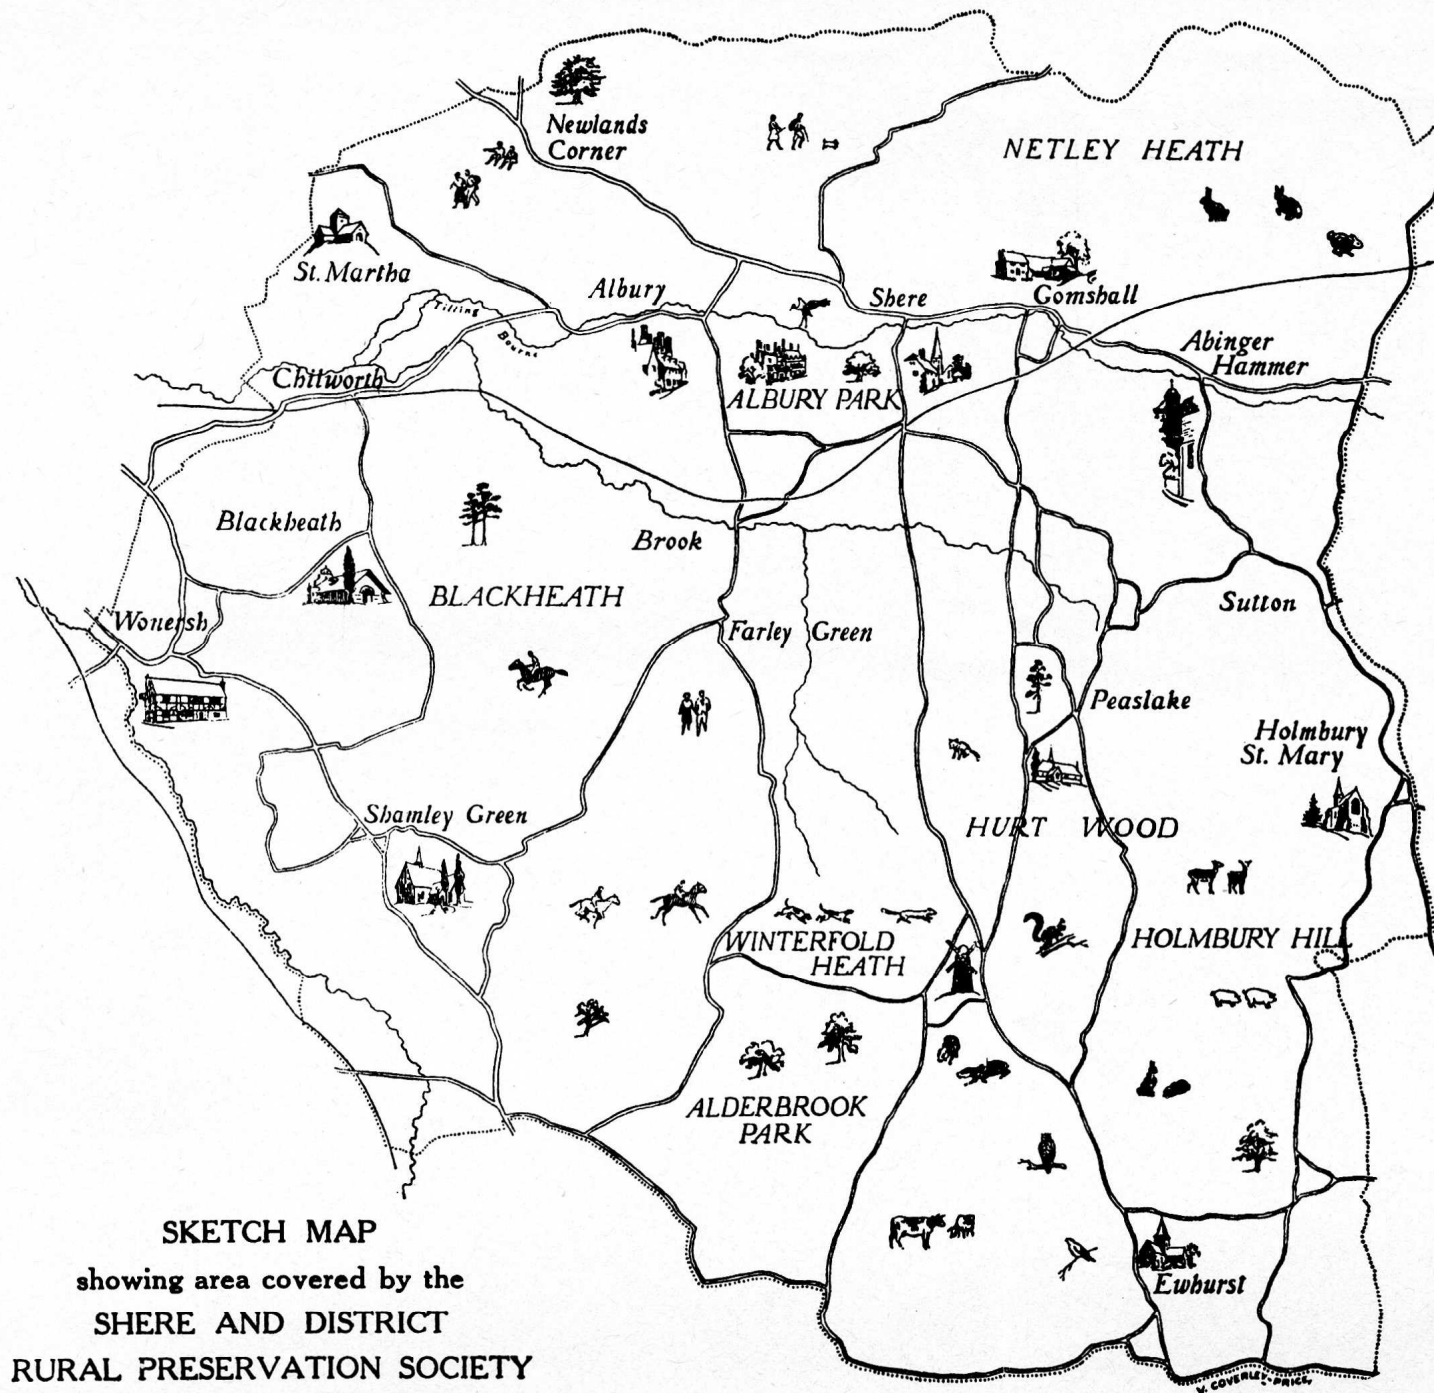 Newlands
Corner
NETLEY HEATH
St. Martha
Albury
Shere
Gomshall
Tilling
Bourne
Abinger
Hammer
Chilworth
ALBURY PARK
Blackheath
Brook
BLACKHEATH
Sutton
Wonersh
Farley Green
Peaslake
Holmbury
St. Mary
Shamley Green
HURT WOOD
WINTERFOLD
HEATH
HOLMBURY HILL
ALDERBROOK
PARK
Ewhurst
SKETCH MAP
showing area covered by the
SHERE AND DISTRICT
RURAL PRESERVATION SOCIETY
V. COVERLEY-PRICE,